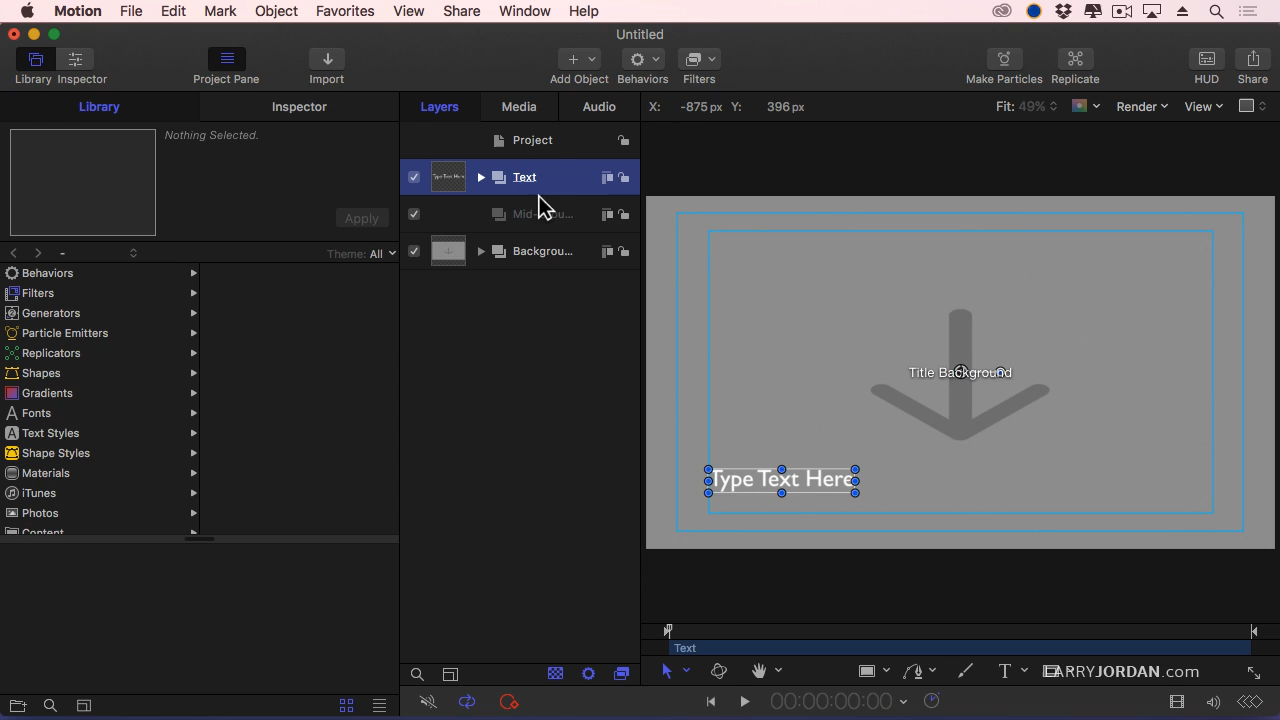 Motion File Edit Mark Object Favorites View Share Window Help
Untitled
Library Inspector Project Pane Import Add Object Behaviors Filters Make Particles Replicate HUD Share
Library Inspector Layers Media Audio X: -875 px Y: 396 px Fit: 49% Render View
Nothing Selected.
Project
Text
Apply
Backgrou...
- Theme: All
Behaviors
Filters
Generators
Particle Emitters
Replicators
Shapes
Gradients
Fonts
Text Styles
Shape Styles
Materials
iTunes
Photos
Content
Title Background
Type Text Here
Text
LARRYJORDAN.com
00:00:00:00